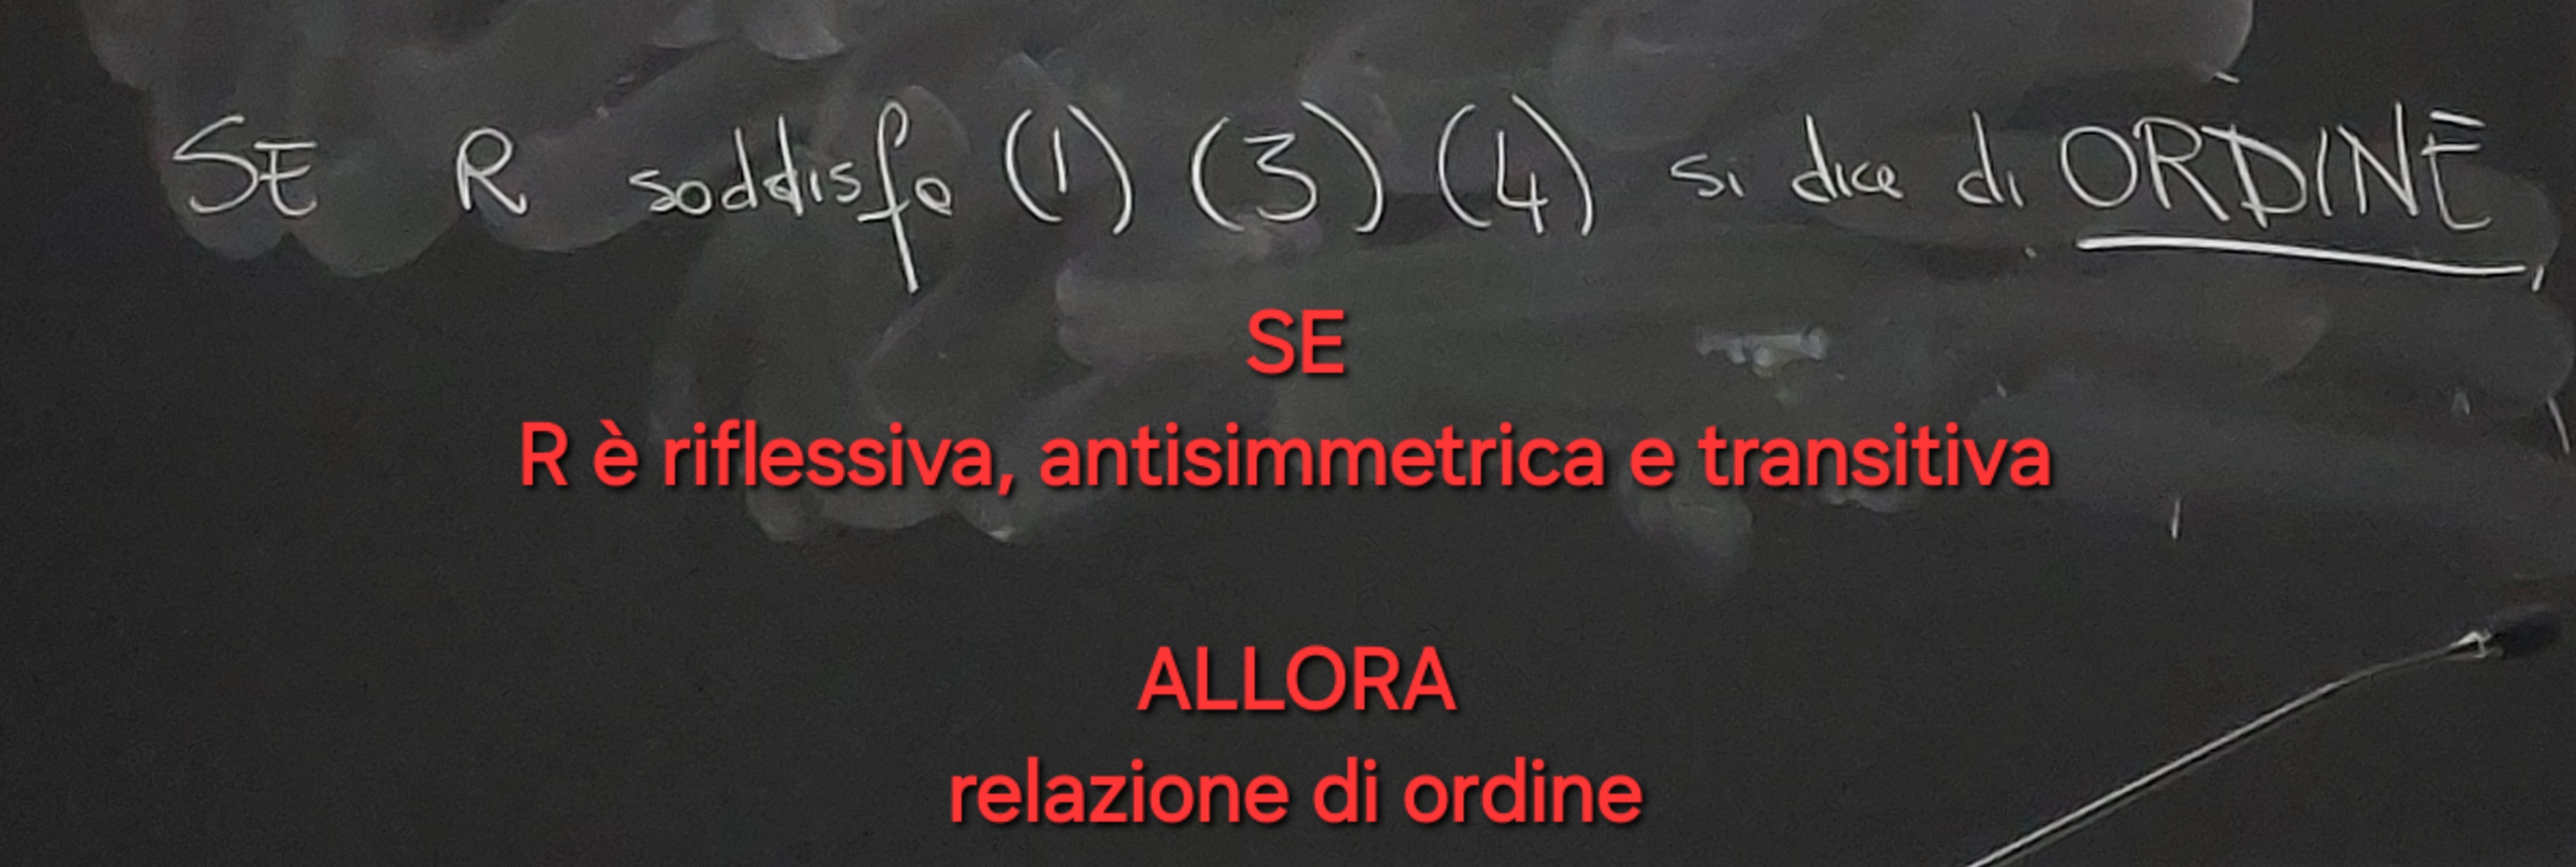 SE R soddisfa (1) (3) (4) si dice di ORDINE
SE
R è riflessiva, antisimmetrica e transitiva
ALLORA
relazione di ordine